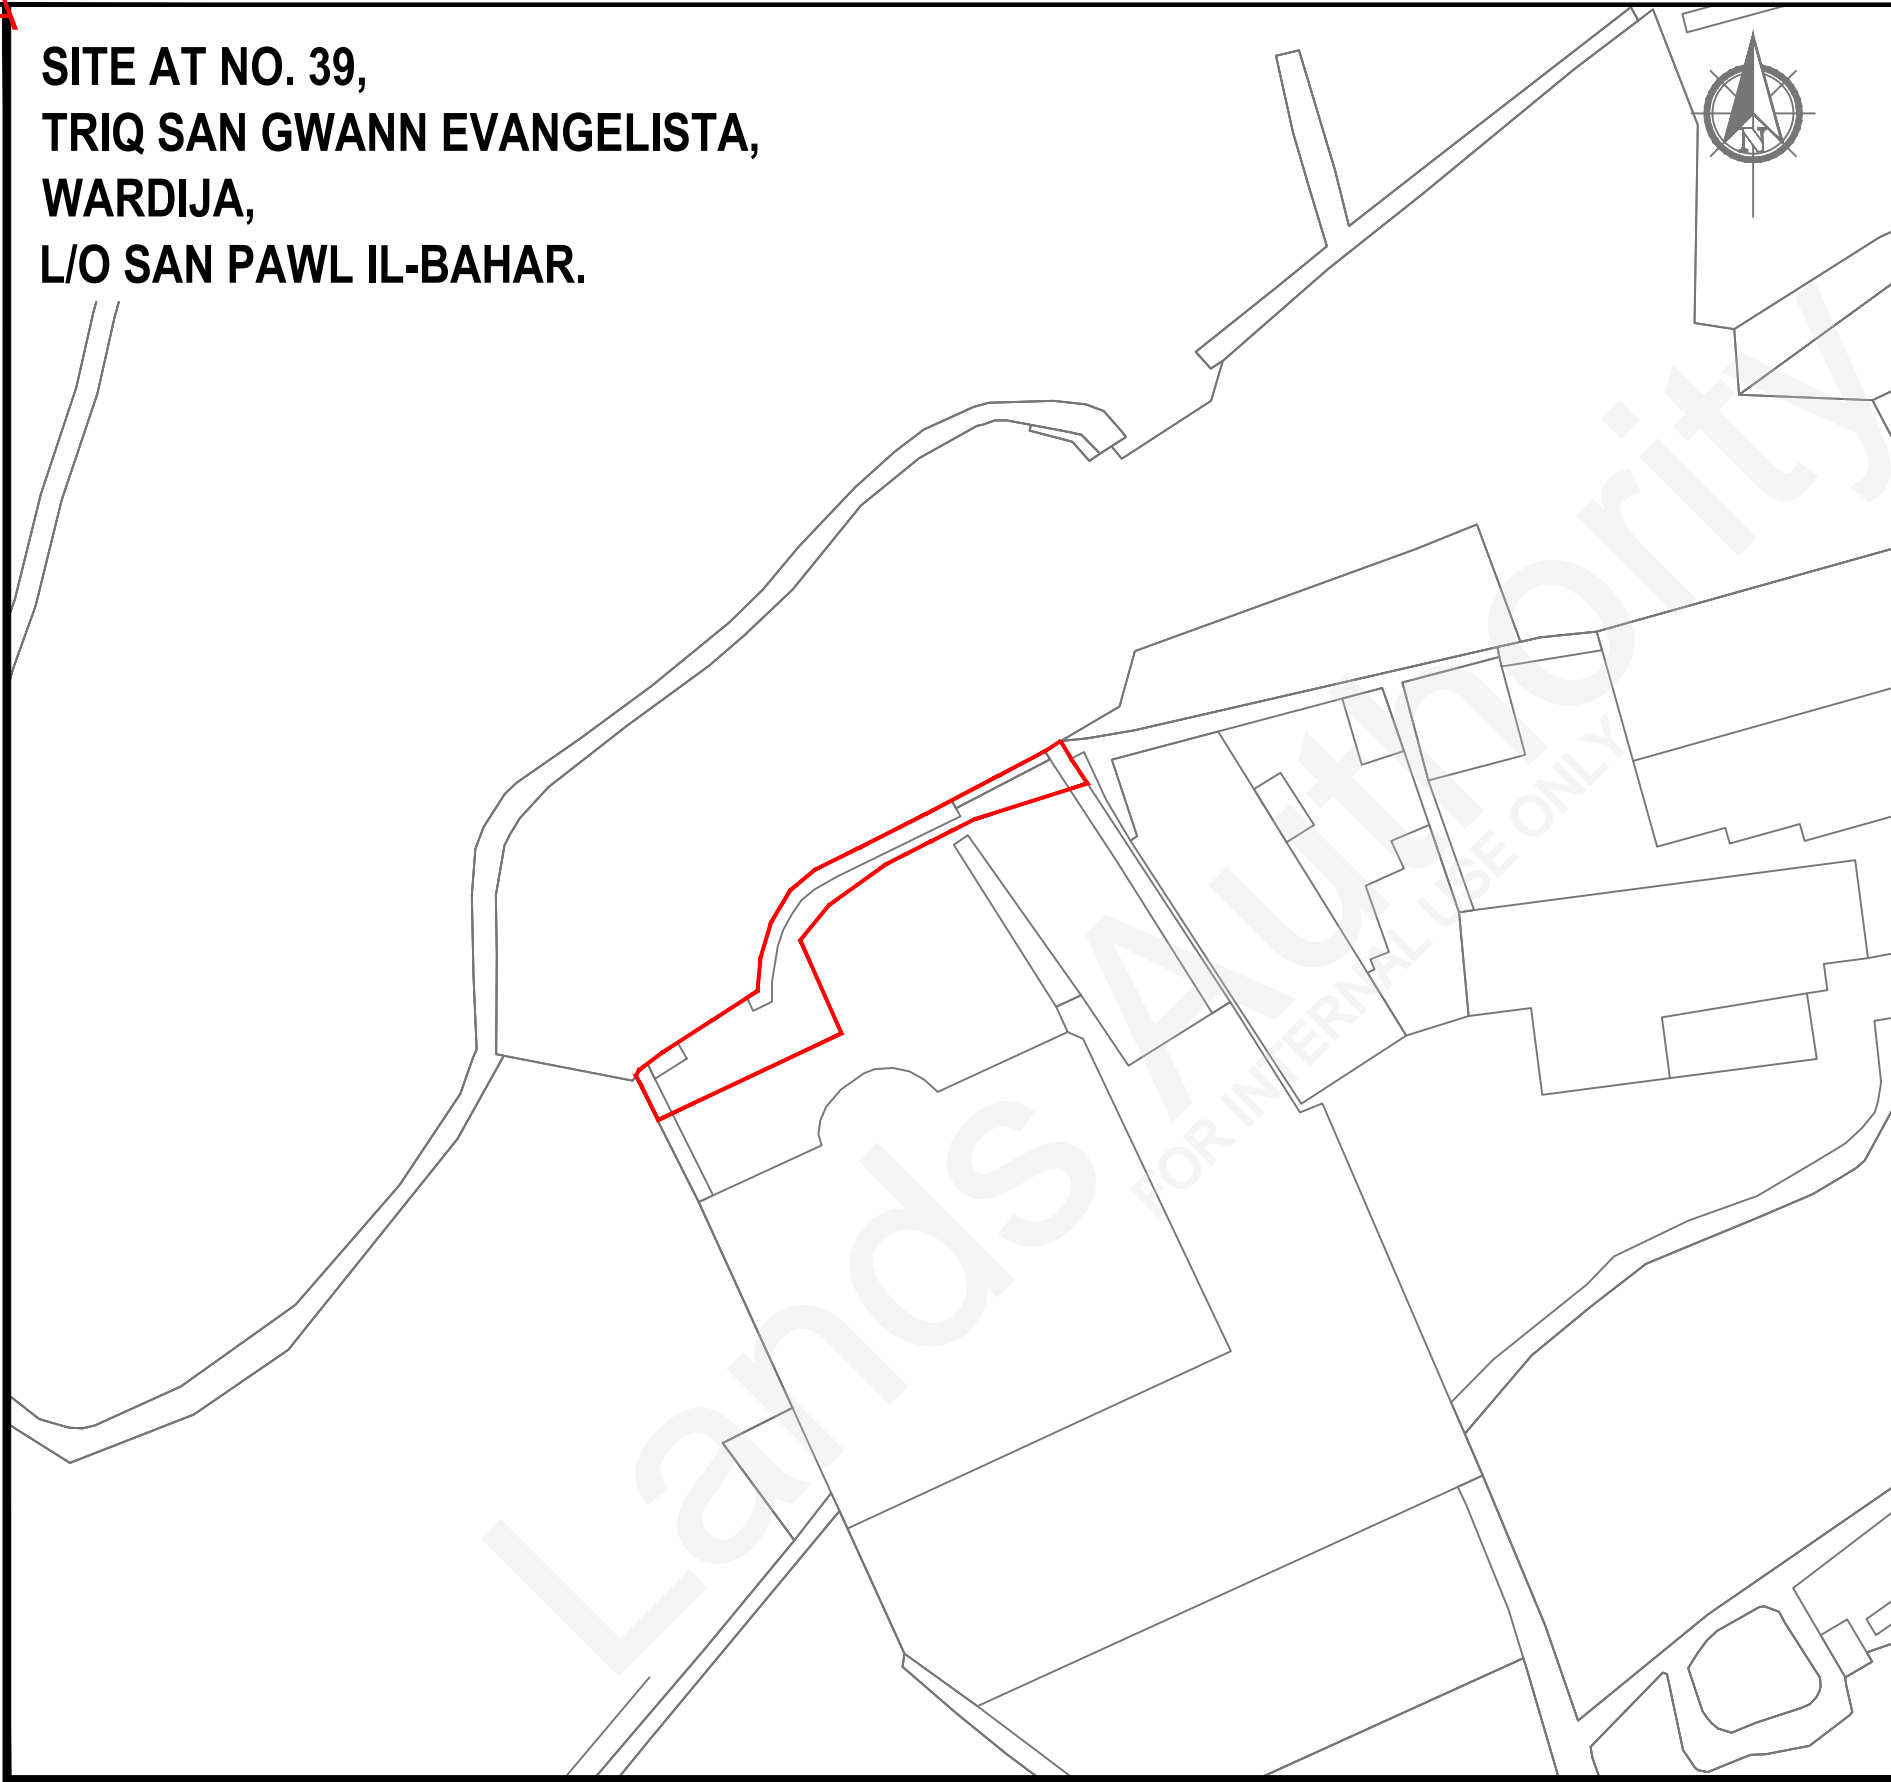 SITE AT NO. 39,
TRIQ SAN GWANN EVANGELISTA,
WARDIJA,
L/O SAN PAWL IL-BAHAR.
N
Lands Authority
FOR INTERNAL USE ONLY